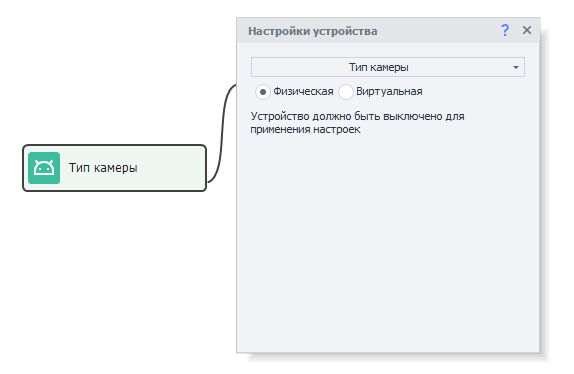 Настройки устройства
?
Тип камеры
Физическая Виртуальная
Устройство должно быть выключено для
применения настроек
Тип камеры